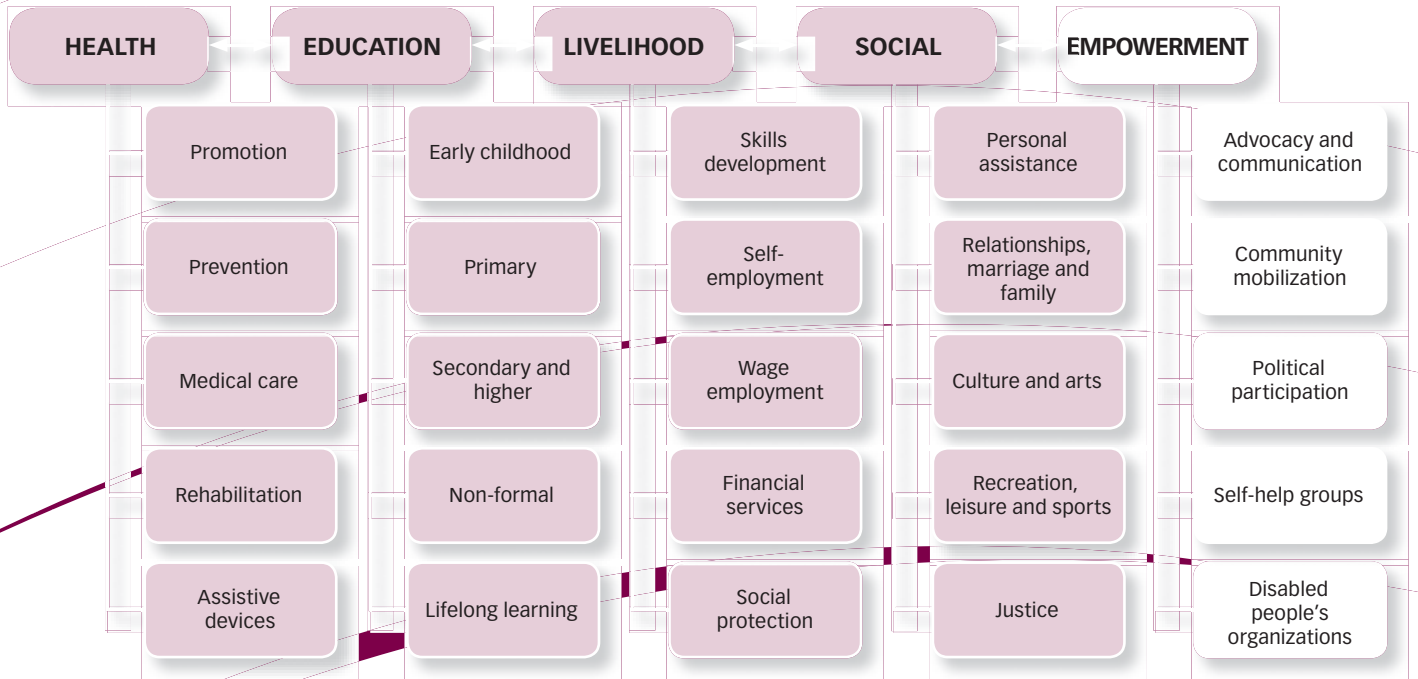 HEALTH
EDUCATION
LIVELIHOOD
SOCIAL
EMPOWERMENT
Promotion
Prevention
Medical care
Rehabilitation
Assistive
devices
Early childhood
Primary
Secondary and
higher
Non-formal
Lifelong learning
Skills
development
Self-
employment
Wage
employment
Financial
services
Social
protection
Personal
assistance
Relationships,
marriage and
family
Culture and arts
Recreation,
leisure and sports
Justice
Advocacy and
communication
Community
mobilization
Political
participation
Self-help groups
Disabled
people’s
organizations